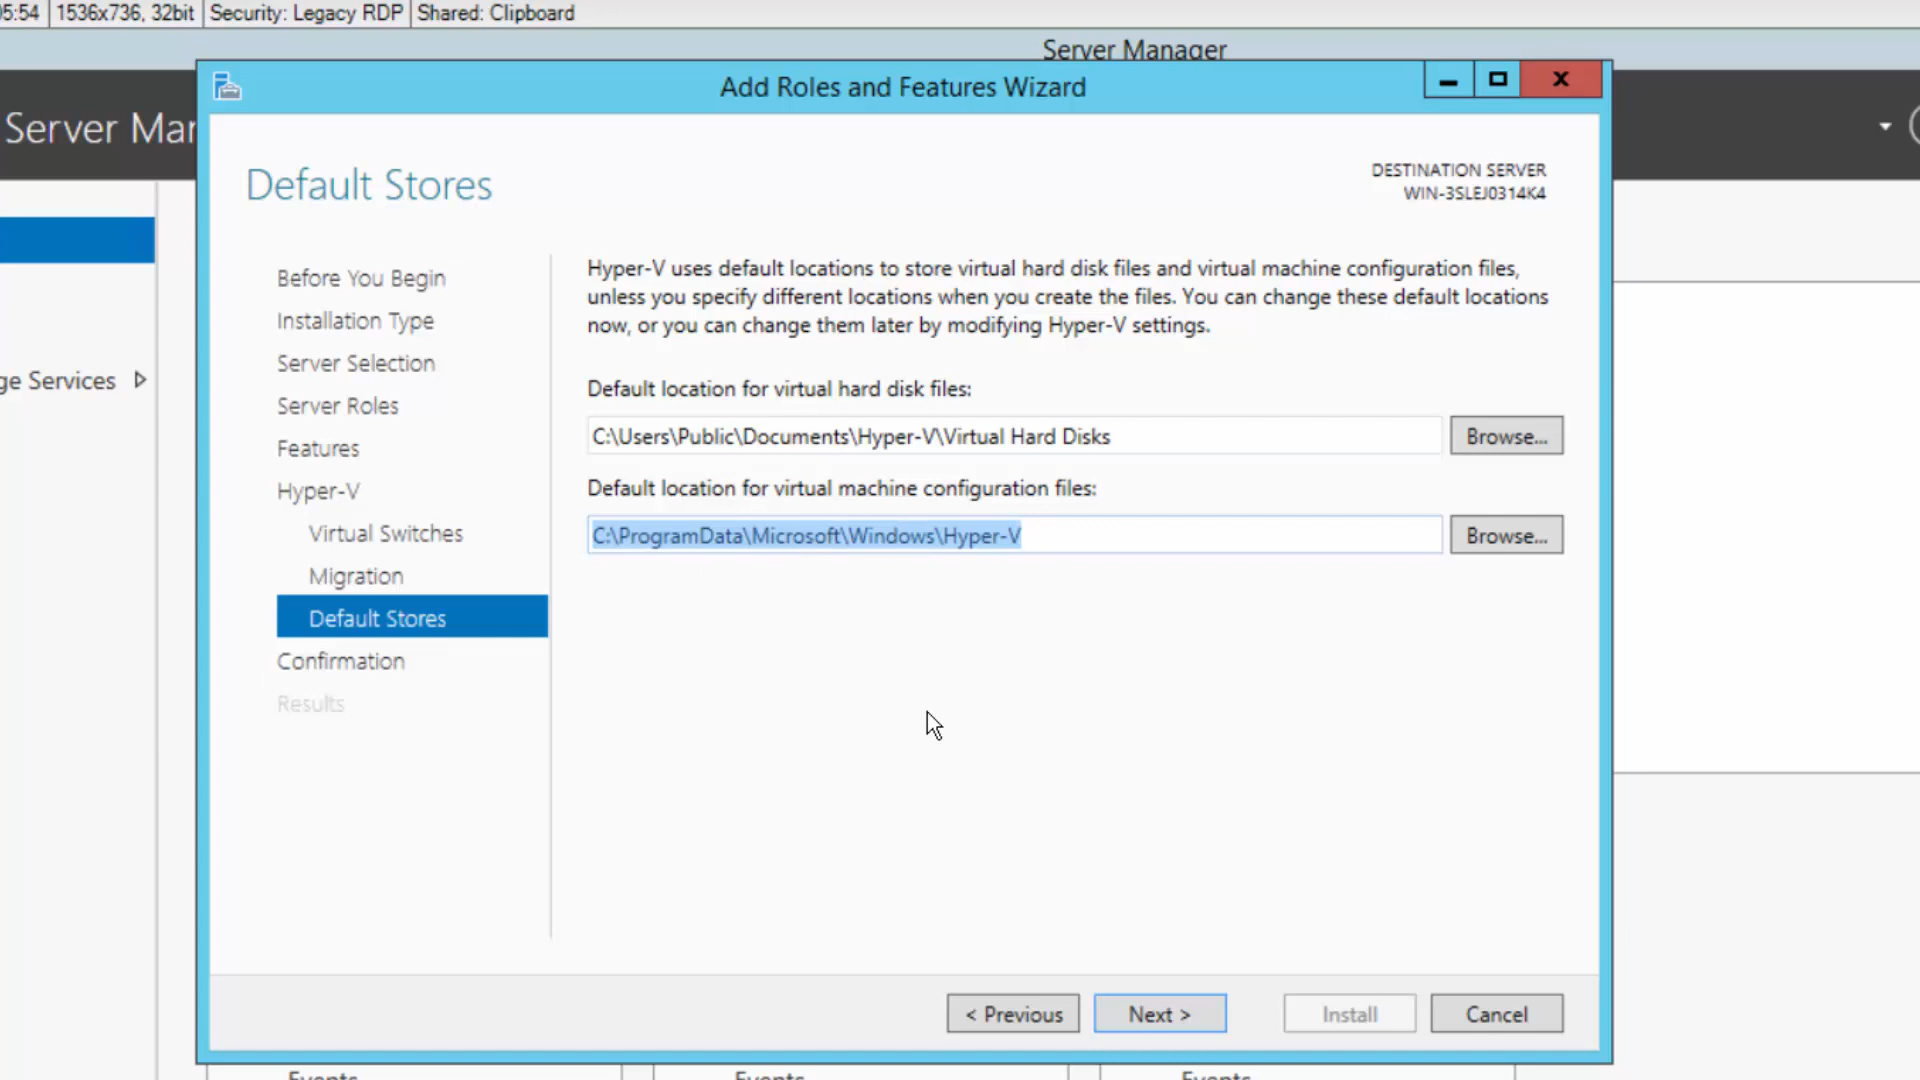 05:54 1536x736, 32bit Security: Legacy RDP Shared: Clipboard
Server Manager
Add Roles and Features Wizard
Server Mar
Default Stores
DESTINATION SERVER
WIN-3SLEJ0314K4
Before You Begin
Installation Type
Server Selection
Server Roles
Features
Hyper-V
Virtual Switches
Migration
Default Stores
Confirmation
Results
ge Services
Hyper-V uses default locations to store virtual hard disk files and virtual machine configuration files,
unless you specify different locations when you create the files. You can change these default locations
now, or you can change them later by modifying Hyper-V settings.
Default location for virtual hard disk files:
C:\Users\Public\Documents\Hyper-V\Virtual Hard Disks
Browse...
Default location for virtual machine configuration files:
C:\ProgramData\Microsoft\Windows\Hyper-V
Browse...
< Previous
Next >
Install
Cancel
Events
Events
Events